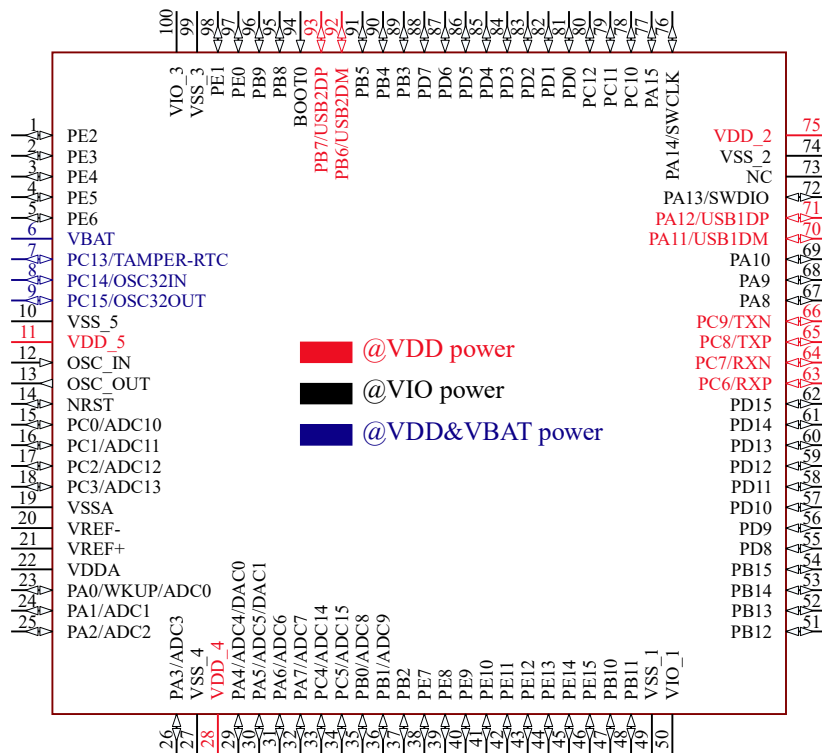 100 99 98 97 96 95 94 93 92 91 90 89 88 87 86 85 84 83 82 81 80 79 78 77 76
VIO_3
VSS_3
PE1
PE0
PB9
PB8
BOOT0
PB7/USB2DP
PB6/USB2DM
PB5
PB4
PB3
PD7
PD6
PD5
PD4
PD3
PD2
PD1
PD0
PC12
PC11
PC10
PA15
PA14/SWCLK
1 PE2
2 PE3
3 PE4
4 PE5
5 PE6
6 VBAT
7 PC13/TAMPER-RTC
8 PC14/OSC32IN
9 PC15/OSC32OUT
10 VSS_5
11 VDD_5
12 OSC_IN
13 OSC_OUT
14 NRST
15 PC0/ADC10
16 PC1/ADC11
17 PC2/ADC12
18 PC3/ADC13
19 VSSA
20 VREF-
21 VREF+
22 VDDA
23 PA0/WKUP/ADC0
24 PA1/ADC1
25 PA2/ADC2
@VDD power
@VIO power
@VDD&VBAT power
VDD_2 75
VSS_2 74
NC 73
PA13/SWDIO 72
PA12/USB1DP 71
PA11/USB1DM 70
PA10 69
PA9 68
PA8 67
PC9/TXN 66
PC8/TXP 65
PC7/RXN 64
PC6/RXP 63
PD15 62
PD14 61
PD13 60
PD12 59
PD11 58
PD10 57
PD9 56
PD8 55
PB15 54
PB14 53
PB13 52
PB12 51
PA3/ADC3
VSS_4
VDD_4
PA4/ADC4/DAC0
PA5/ADC5/DAC1
PA6/ADC6
PA7/ADC7
PC4/ADC14
PC5/ADC15
PB0/ADC8
PB1/ADC9
PB2
PE7
PE8
PE9
PE10
PE11
PE12
PE13
PE14
PE15
PB10
PB11
VSS_1
VIO_1
26 27 28 29 30 31 32 33 34 35 36 37 38 39 40 41 42 43 44 45 46 47 48 49 50